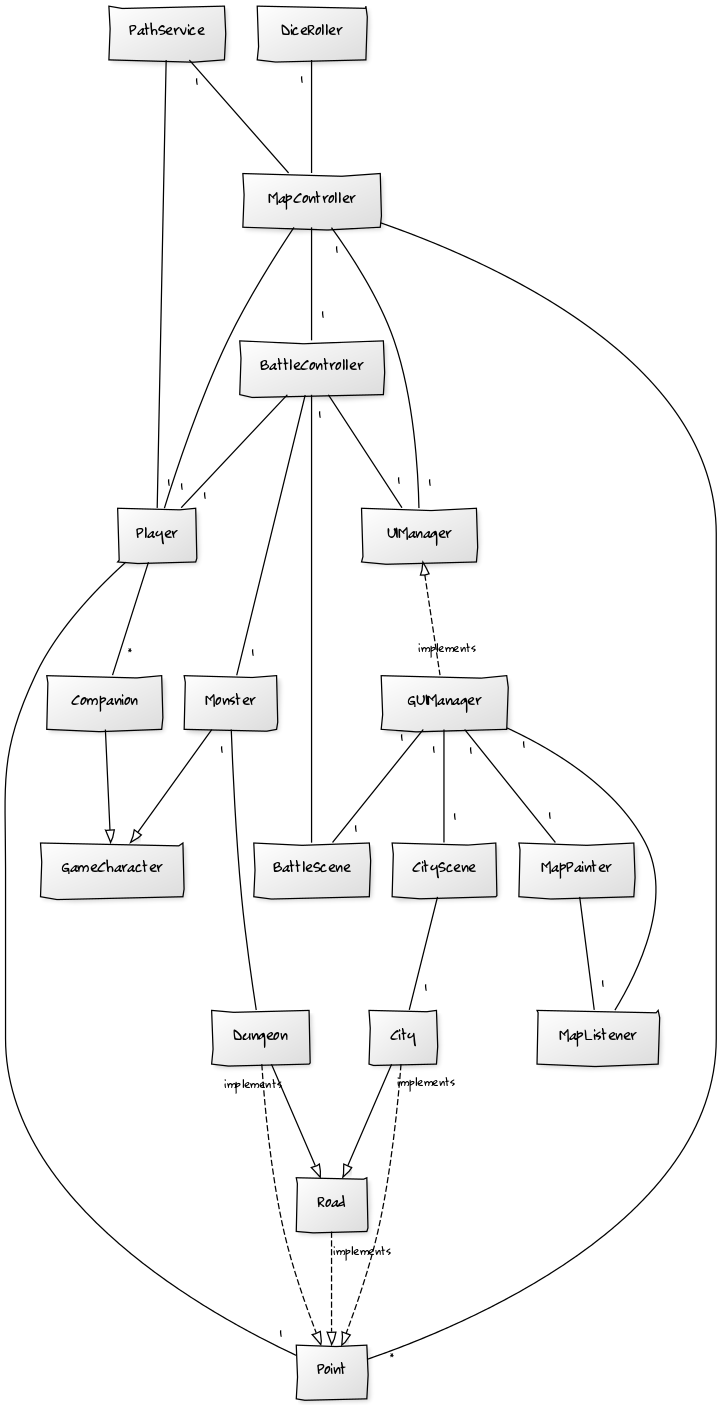 PathService
DiceRoller
1
1
MapController
1
1
BattleController
1
1
1
1
1
1
Player
UIManager
*
1
implements
Companion
Monster
GUIManager
1
1
1
1
1
1
1
1
GameCharacter
BattleScene
CityScene
MapPainter
1
1
Dungeon
City
MapListener
implements
implements
Road
implements
1
*
Point